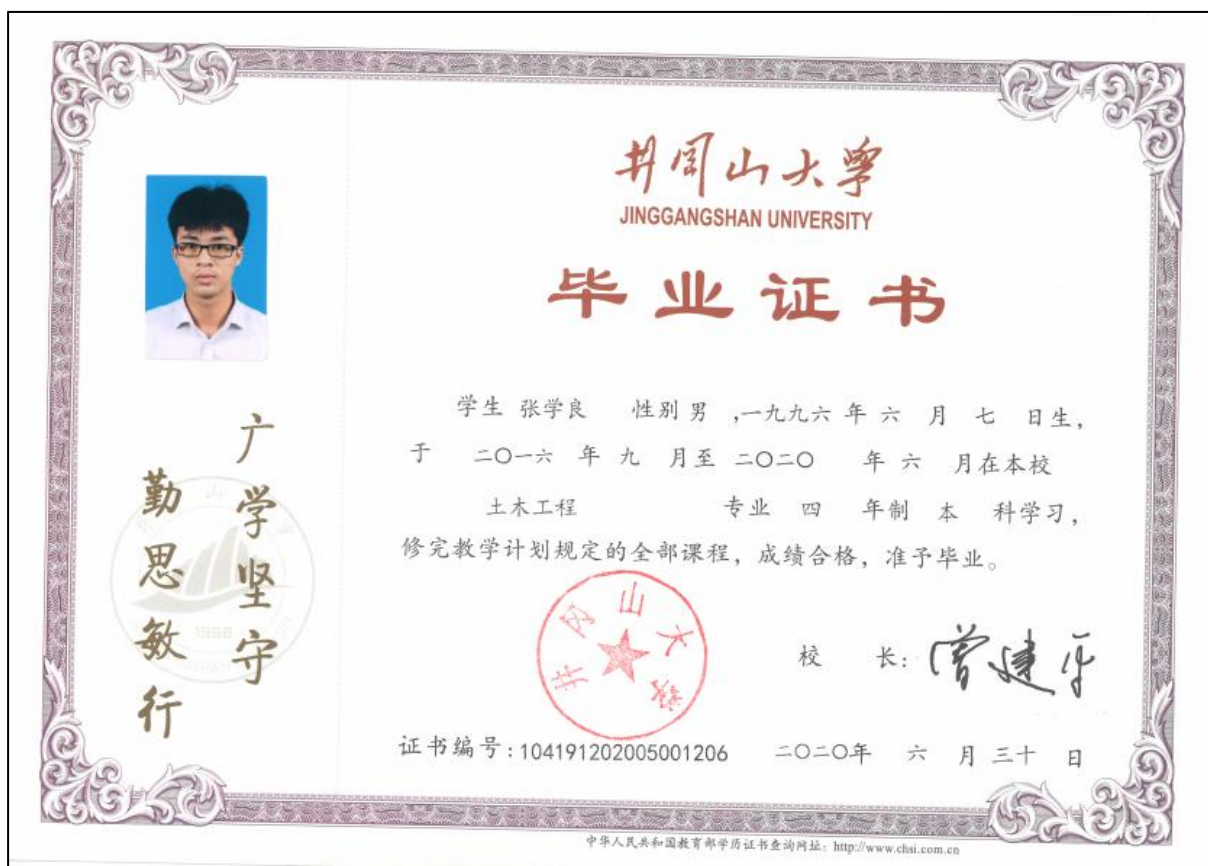 井冈山大学
JINGGANGSHAN UNIVERSITY
毕业证书
学生 张学良 性别 男 ,一九九六 年 六 月 七 日生,
于 二〇一六 年 九 月至 二〇二〇 年 六 月在本校
土木工程 专业 四 年制 本 科学习,
修完教学计划规定的全部课程，成绩合格，准予毕业。
井冈山大学
校 长: 曾建平
证书编号:104191202005001206 二〇二〇年 六 月 三十 日
广学坚守
勤思敏行
1958
中华人民共和国教育部学历证书查询网址: http://www.chsi.com.cn